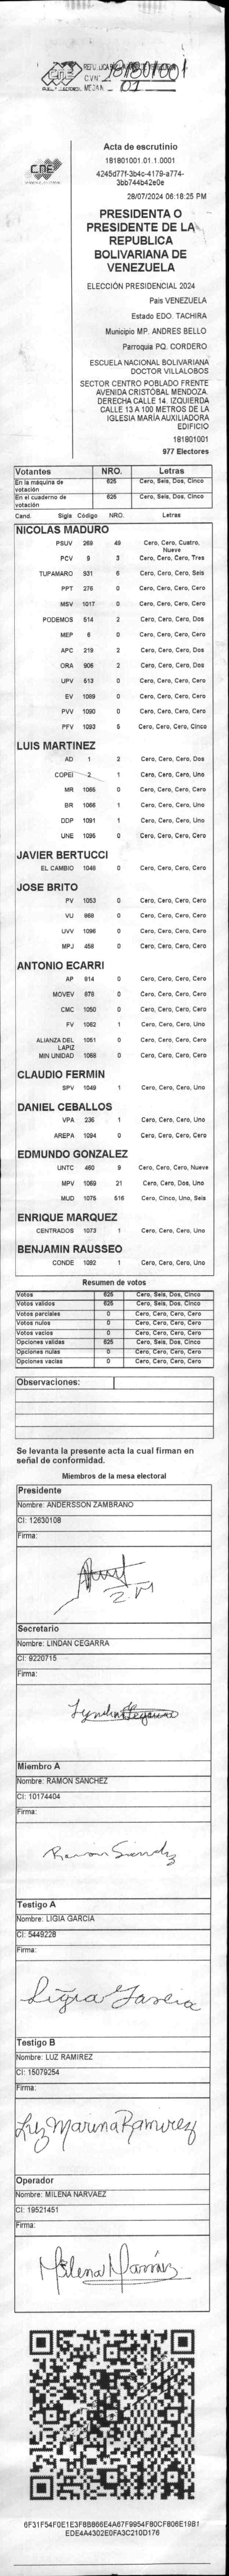 CNE
181801001
01
CNE
Acta de escrutinio
181801001.01.1.0001
4245d77f-3b4c-4179-a774-
3bb744b42e0e
28/07/2024 06:18:25 PM
PRESIDENTA O
PRESIDENTE DE LA
REPUBLICA
BOLIVARIANA DE
VENEZUELA
ELECCIÓN PRESIDENCIAL 2024
Pais VENEZUELA
Estado EDO. TACHIRA
Municipio MP. ANDRES BELLO
Parroquia PQ. CORDERO
ESCUELA NACIONAL BOLIVARIANA
DOCTOR VILLALOBOS
SECTOR CENTRO POBLADO FRENTE
AVENIDA CRISTÓBAL MENDOZA.
DERECHA CALLE 14. IZQUIERDA
CALLE 13 A 100 METROS DE LA
IGLESIA MARÍA AUXILIADORA
EDIFICIO
181801001
977 Electores
Votantes NRO. Letras
En la máquina de votación 625 Cero, Seis, Dos, Cinco
En el cuaderno de votación 625 Cero, Seis, Dos, Cinco
Cand. Sigla Código NRO. Letras
NICOLAS MADURO
PSUV 269 49 Cero, Cero, Cuatro, Nueve
PCV 9 3 Cero, Cero, Cero, Tres
TUPAMARO 931 6 Cero, Cero, Cero, Seis
PPT 276 0 Cero, Cero, Cero, Cero
MSV 1017 0 Cero, Cero, Cero, Cero
PODEMOS 514 2 Cero, Cero, Cero, Dos
MEP 6 0 Cero, Cero, Cero, Cero
APC 219 2 Cero, Cero, Cero, Dos
ORA 906 2 Cero, Cero, Cero, Dos
UPV 513 0 Cero, Cero, Cero, Cero
EV 1089 0 Cero, Cero, Cero, Cero
PVV 1090 0 Cero, Cero, Cero, Cero
PFV 1093 5 Cero, Cero, Cero, Cinco
LUIS MARTINEZ
AD 1 2 Cero, Cero, Cero, Dos
COPEI 2 1 Cero, Cero, Cero, Uno
MR 1065 0 Cero, Cero, Cero, Cero
BR 1066 1 Cero, Cero, Cero, Uno
DDP 1091 1 Cero, Cero, Cero, Uno
UNE 1095 0 Cero, Cero, Cero, Cero
JAVIER BERTUCCI
EL CAMBIO 1048 0 Cero, Cero, Cero, Cero
JOSE BRITO
PV 1053 0 Cero, Cero, Cero, Cero
VU 868 0 Cero, Cero, Cero, Cero
UVV 1096 0 Cero, Cero, Cero, Cero
MPJ 458 0 Cero, Cero, Cero, Cero
ANTONIO ECARRI
AP 814 0 Cero, Cero, Cero, Cero
MOVEV 878 0 Cero, Cero, Cero, Cero
CMC 1050 0 Cero, Cero, Cero, Cero
FV 1062 1 Cero, Cero, Cero, Uno
ALIANZA DEL LAPIZ 1051 0 Cero, Cero, Cero, Cero
MIN UNIDAD 1068 0 Cero, Cero, Cero, Cero
CLAUDIO FERMIN
SPV 1049 1 Cero, Cero, Cero, Uno
DANIEL CEBALLOS
VPA 236 1 Cero, Cero, Cero, Uno
AREPA 1094 0 Cero, Cero, Cero, Cero
EDMUNDO GONZALEZ
UNTC 460 9 Cero, Cero, Cero, Nueve
MPV 1069 21 Cero, Cero, Dos, Uno
MUD 1076 516 Cero, Cinco, Uno, Seis
ENRIQUE MARQUEZ
CENTRADOS 1073 1 Cero, Cero, Cero, Uno
BENJAMIN RAUSSEO
CONDE 1092 1 Cero, Cero, Cero, Uno
Resumen de votos
Votos 625 Cero, Seis, Dos, Cinco
Votos válidos 625 Cero, Seis, Dos, Cinco
Votos parciales 0 Cero, Cero, Cero, Cero
Votos nulos 0 Cero, Cero, Cero, Cero
Votos vacios 0 Cero, Cero, Cero, Cero
Opciones válidas 625 Cero, Seis, Dos, Cinco
Opciones nulas 0 Cero, Cero, Cero, Cero
Opciones vacías 0 Cero, Cero, Cero, Cero
Observaciones:
Se levanta la presente acta la cual firman en
señal de conformidad.
Miembros de la mesa electoral
Presidente
Nombre: ANDERSSON ZAMBRANO
CI: 12630108
Firma:
Secretario
Nombre: LINDAN CEGARRA
CI: 9220715
Firma:
Miembro A
Nombre: RAMON SANCHEZ
CI: 10174404
Firma:
Testigo A
Nombre: LIGIA GARCIA
CI: 5449228
Firma:
Ligia Garcia
Testigo B
Nombre: LUZ RAMIREZ
CI: 15079254
Firma:
Luz Marina Ramirez
Operador
Nombre: MILENA NARVAEZ
CI: 19521451
Firma:
Milena Narváez
6F31F54F0E1E3F8B866E4A67F9954F80CF806E19B1
EDE4A4302E0FA3C210D176